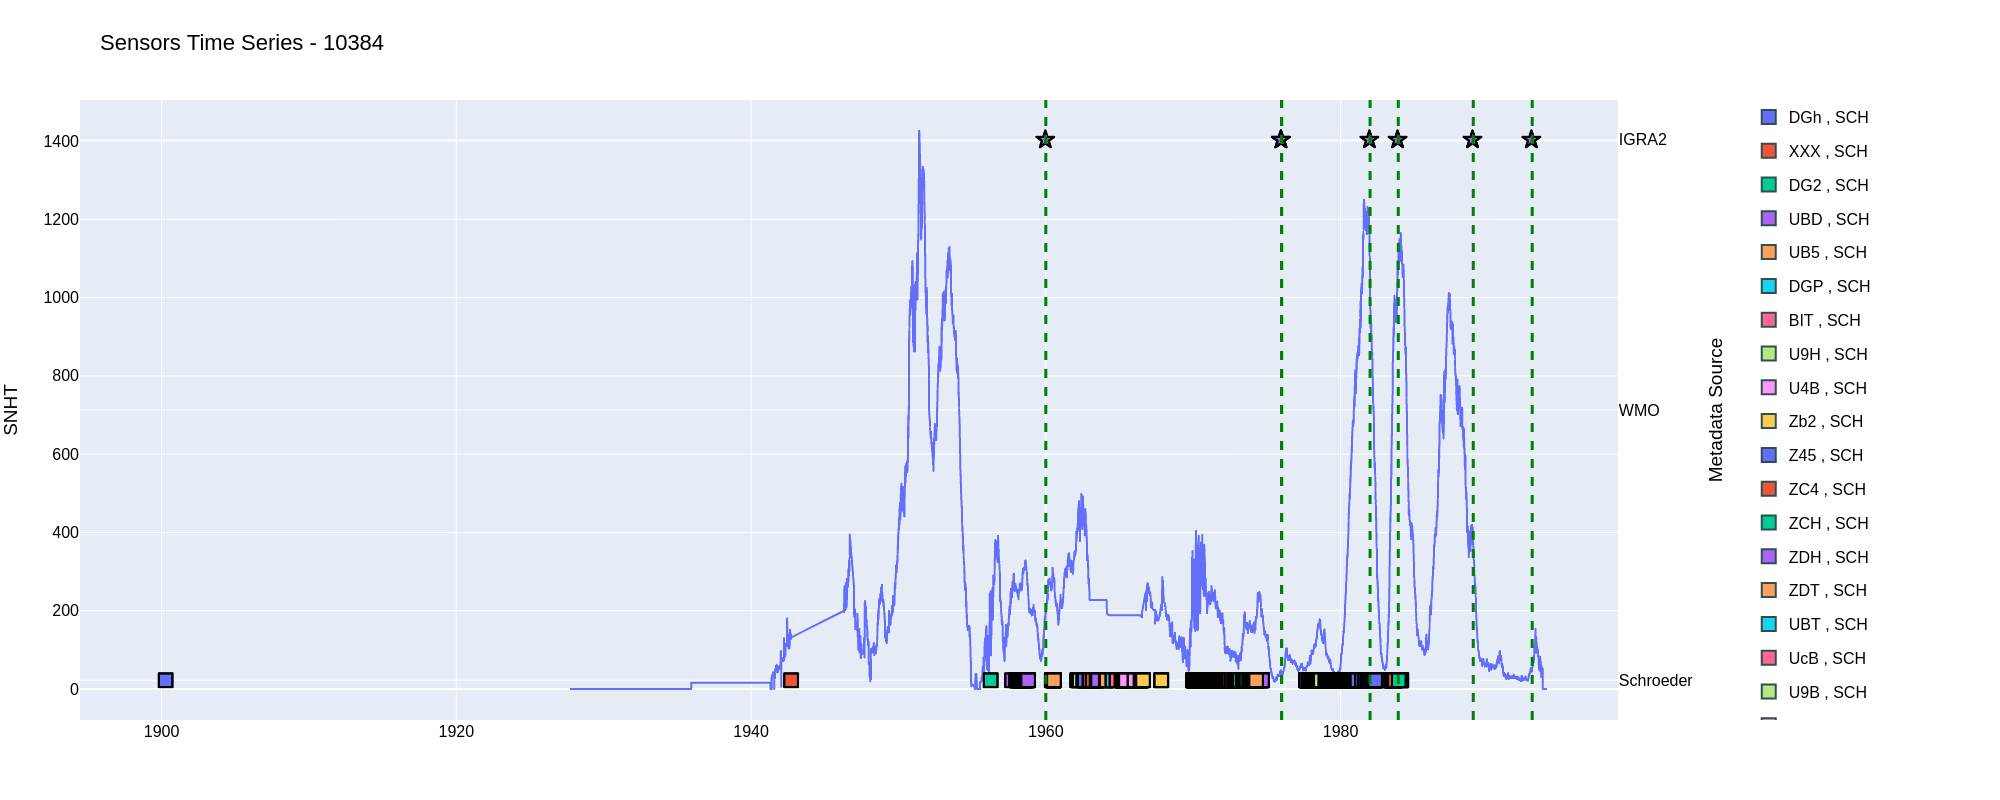 Sensors Time Series - 10384
SNHT
1400
1200
1000
800
600
400
200
0
1900
1920
1940
1960
1980
IGRA2
WMO
Schroeder
Metadata Source
DGh , SCH
XXX , SCH
DG2 , SCH
UBD , SCH
UB5 , SCH
DGP , SCH
BIT , SCH
U9H , SCH
U4B , SCH
Zb2 , SCH
Z45 , SCH
ZC4 , SCH
ZCH , SCH
ZDH , SCH
ZDT , SCH
UBT , SCH
UcB , SCH
U9B , SCH